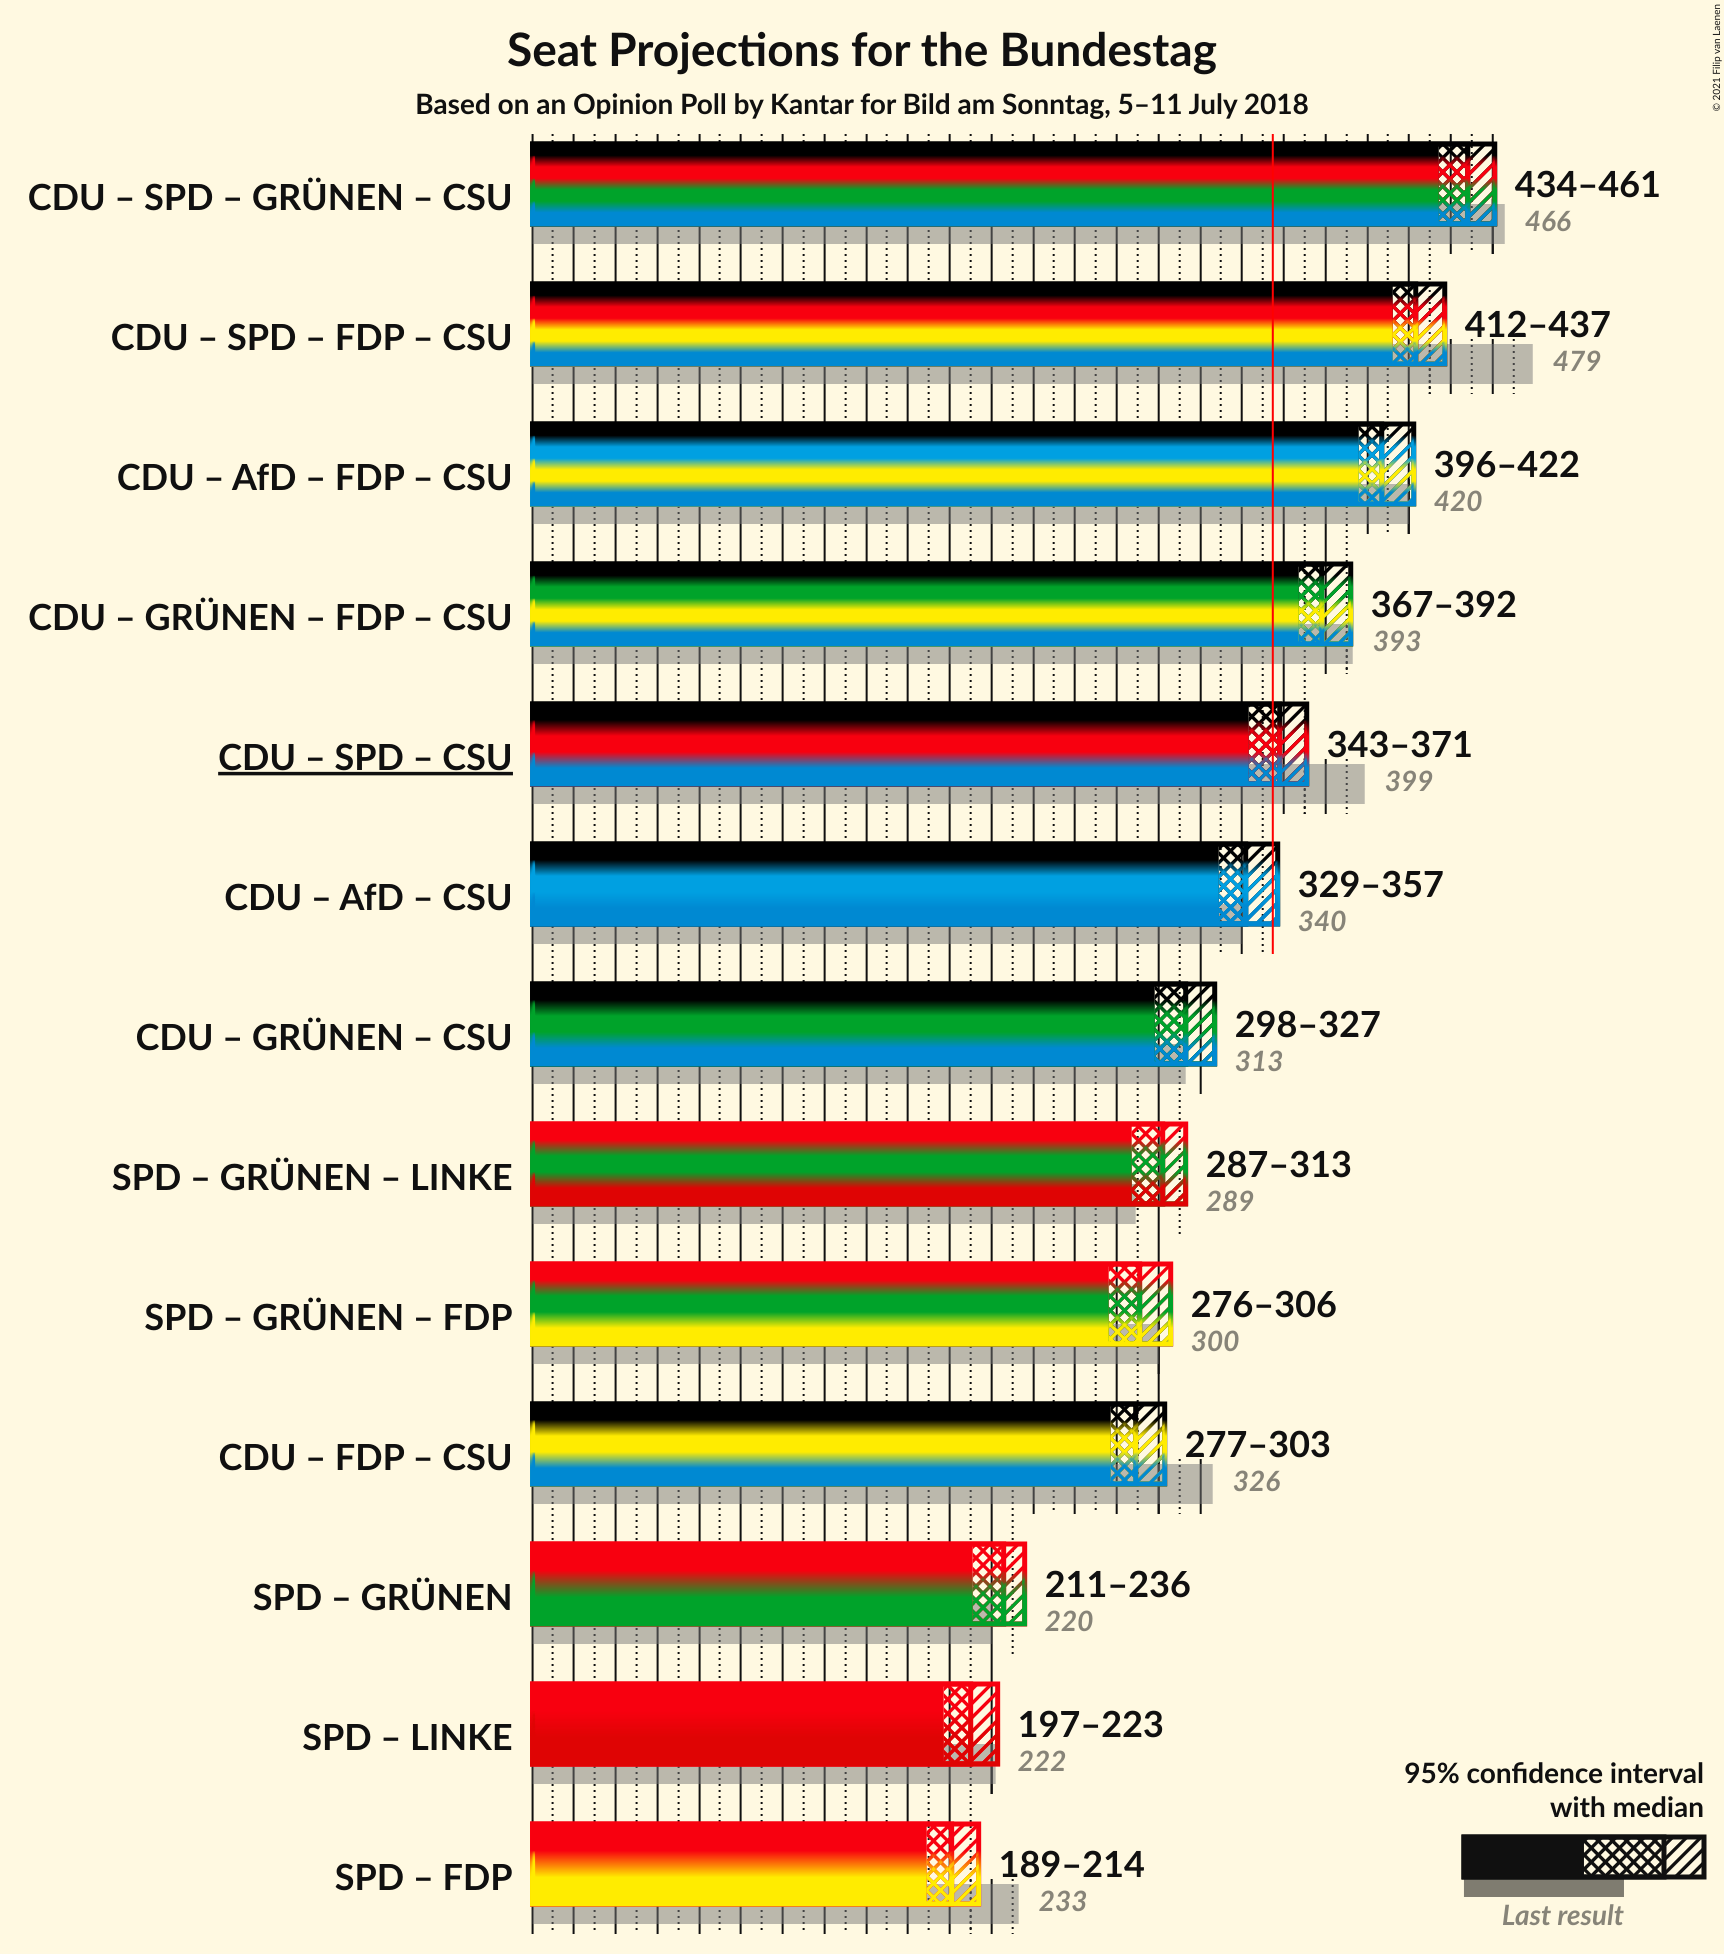 Seat Projections for the Bundestag
Based on an Opinion Poll by Kantar for Bild am Sonntag, 5–11 July 2018
© 2021 Filip van Laenen
CDU – SPD – GRÜNEN – CSU
434–461
466
CDU – SPD – FDP – CSU
412–437
479
CDU – AfD – FDP – CSU
396–422
420
CDU – GRÜNEN – FDP – CSU
367–392
393
CDU – SPD – CSU
343–371
399
CDU – AfD – CSU
329–357
340
CDU – GRÜNEN – CSU
298–327
313
SPD – GRÜNEN – LINKE
287–313
289
SPD – GRÜNEN – FDP
276–306
300
CDU – FDP – CSU
277–303
326
SPD – GRÜNEN
211–236
220
SPD – LINKE
197–223
222
SPD – FDP
189–214
233
95% confidence interval
with median
Last result